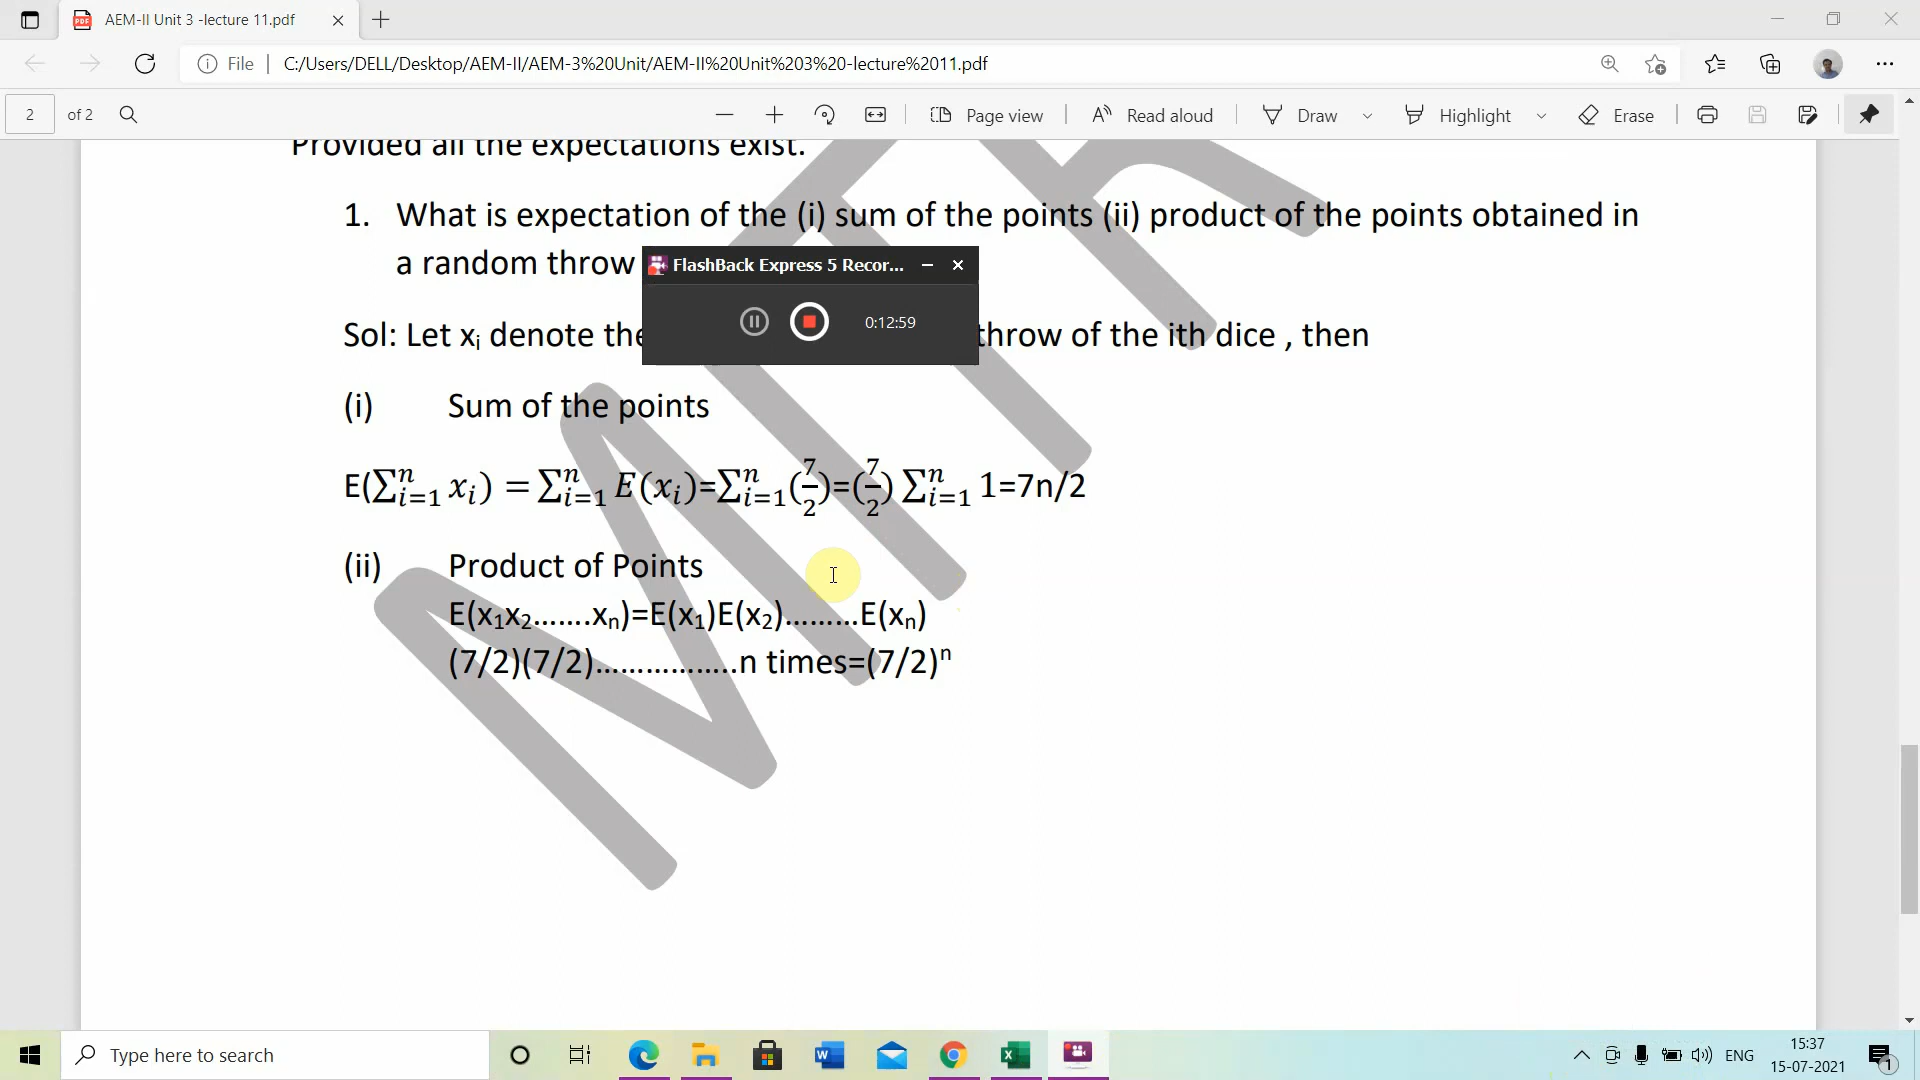 AEM-II Unit 3 -lecture 11.pdf
File | C:/Users/DELL/Desktop/AEM-II/AEM-3%20Unit/AEM-II%20Unit%203%20-lecture%2011.pdf
2 of 2 Page view Read aloud Draw Highlight Erase
Provided all the expectations exist.
1. What is expectation of the (i) sum of the points (ii) product of the points obtained in
a random throw
FlashBack Express 5 Recor...
0:12:59
Sol: Let xᵢ denote the throw of the ith dice , then
(i) Sum of the points
E(∑ⁿᵢ₌₁ xᵢ) = ∑ⁿᵢ₌₁ E(xᵢ)=∑ⁿᵢ₌₁(7/2)=(7/2) ∑ⁿᵢ₌₁ 1=7n/2
(ii) Product of Points
E(x₁x₂.......xₙ)=E(x₁)E(x₂).........E(xₙ)
(7/2)(7/2).................n times=(7/2)ⁿ
Type here to search
ENG
15:37
15-07-2021
1